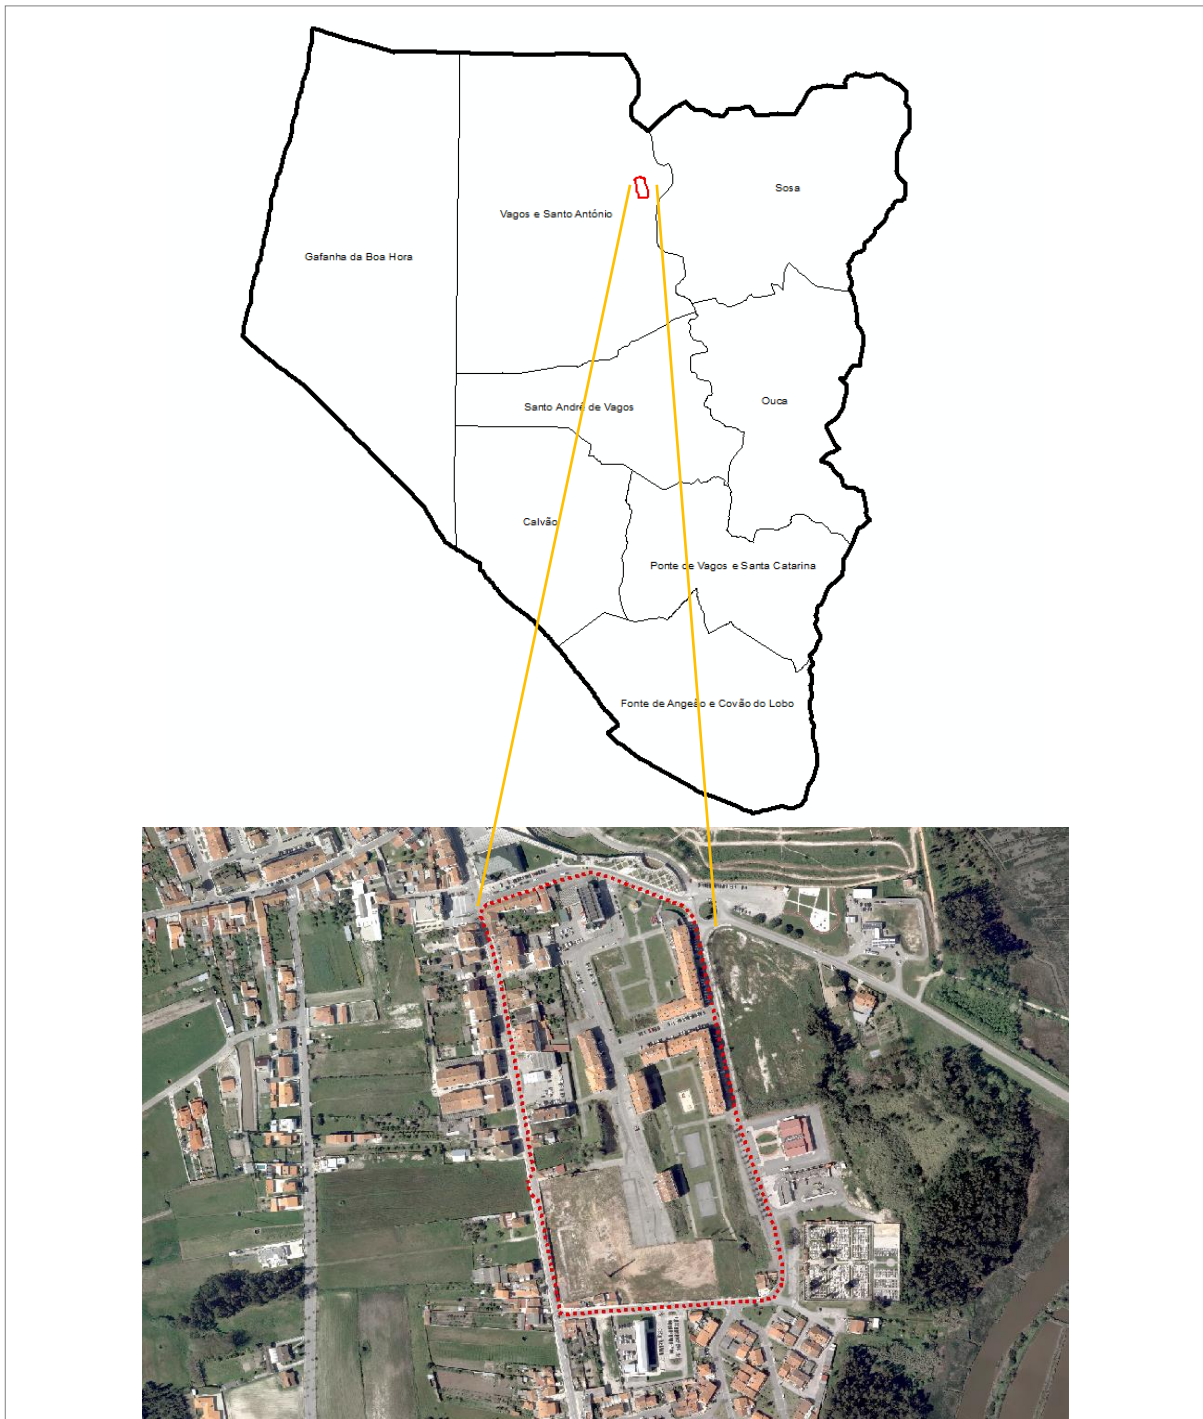 Sosa
Vagos e Santo António
Gafanha da Boa Hora
Ouca
Santo André de Vagos
Calvão
Ponte de Vagos e Santa Catarina
Fonte de Angeão e Covão do Lobo